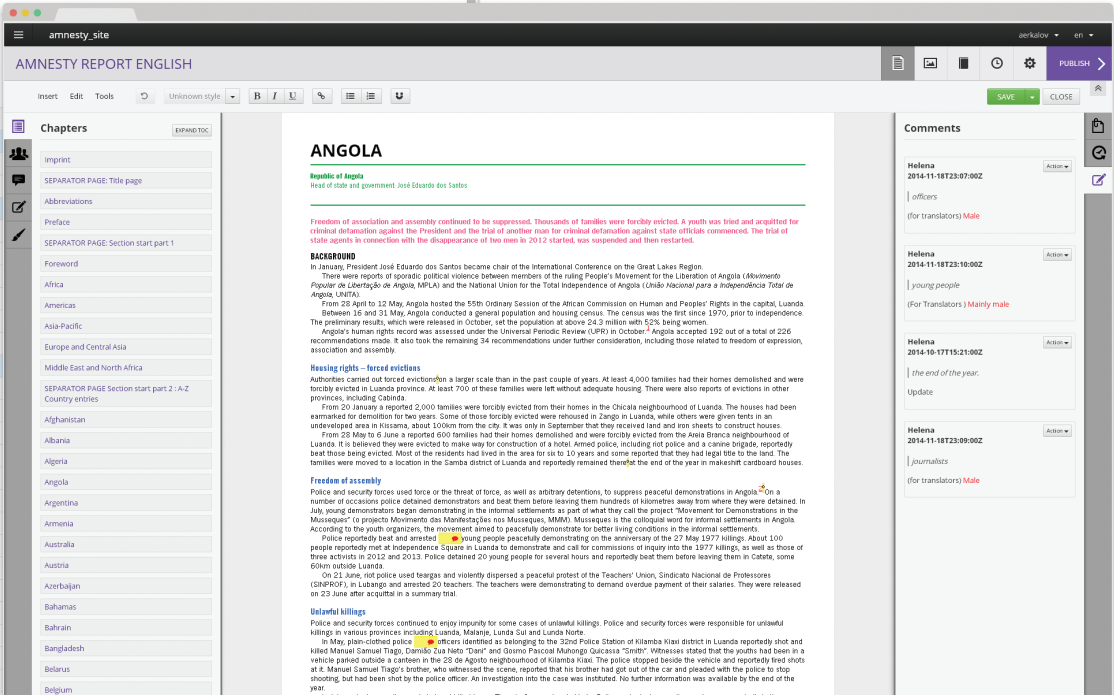 amnesty_site
aerkalov
en
AMNESTY REPORT ENGLISH
PUBLISH
Insert
Edit
Tools
Unknown style
B
I
U
SAVE
CLOSE
Chapters
EXPAND TOC
Imprint
SEPARATOR PAGE: Title page
Abbreviations
Preface
SEPARATOR PAGE: Section start part 1
Foreword
Africa
Americas
Asia-Pacific
Europe and Central Asia
Middle East and North Africa
SEPARATOR PAGE Section start part 2 : A-Z
Country entries
Afghanistan
Albania
Algeria
Angola
Argentina
Armenia
Australia
Austria
Azerbaijan
Bahamas
Bahrain
Bangladesh
Belarus
Belgium
ANGOLA
Republic of Angola
Head of state and government: José Eduardo dos Santos
Freedom of association and assembly continued to be suppressed. Thousands of families were forcibly evicted. A youth was tried and acquitted for
criminal defamation against the President and the trial of another man for criminal defamation against state officials commenced. The trial of
state agents in connection with the disappearance of two men in 2012 started, was suspended and then restarted.
BACKGROUND
In January, President José Eduardo dos Santos became chair of the International Conference on the Great Lakes Region.
There were reports of sporadic political violence between members of the ruling People's Movement for the Liberation of Angola (Movimento
Popular de Libertação de Angola, MPLA) and the National Union for the Total Independence of Angola (União Nacional para a Independência Total de
Angola, UNITA).
From 28 April to 12 May, Angola hosted the 55th Ordinary Session of the African Commission on Human and Peoples' Rights in the capital, Luanda.
Between 16 and 31 May, Angola conducted a general population and housing census. The census was the first since 1970, prior to independence.
The preliminary results, which were released in October, set the population at above 24.3 million with 52% being women.
Angola's human rights record was assessed under the Universal Periodic Review (UPR) in October.1 Angola accepted 192 out of a total of 226
recommendations made. It also took the remaining 34 recommendations under further consideration, including those related to freedom of expression,
association and assembly.
Housing rights – forced evictions
Authorities carried out forced evictions on a larger scale than in the past couple of years. At least 4,000 families had their homes demolished and were
forcibly evicted in Luanda province. At least 700 of these families were left without adequate housing. There were also reports of evictions in other
provinces, including Cabinda.
From 20 January a reported 2,000 families were forcibly evicted from their homes in the Chicala neighbourhood of Luanda. The houses had been
earmarked for demolition for two years. Some of those forcibly evicted were rehoused in Zango in Luanda, while others were given tents in an
undeveloped area in Kissama, about 100km from the city. It was only in September that they received land and iron sheets to construct houses.
From 28 May to 6 June a reported 600 families had their homes demolished and were forcibly evicted from the Areia Branca neighbourhood of
Luanda. It is believed they were evicted to make way for construction of a hotel. Armed police, including riot police and a canine brigade, reportedly
beat those being evicted. Most of the residents had lived in the area for six to 10 years and some reported that they had legal title to the land. The
families were moved to a location in the Samba district of Luanda and reportedly remained there at the end of the year in makeshift cardboard houses.
Freedom of assembly
Police and security forces used force or the threat of force, as well as arbitrary detentions, to suppress peaceful demonstrations in Angola.2 On a
number of occasions police detained demonstrators and beat them before leaving them hundreds of kilometres away from where they were detained. In
July, young demonstrators began demonstrating in the informal settlements as part of what they call the project "Movement for Demonstrations in the
Musseques" (o projecto Movimento das Manifestações nos Musseques, MMM). Musseques is the colloquial word for informal settlements in Angola.
According to the youth organizers, the movement aimed to peacefully demonstrate for better living conditions in the informal settlements.
Police reportedly beat and arrested young people peacefully demonstrating on the anniversary of the 27 May 1977 killings. About 100
people reportedly met at Independence Square in Luanda to demonstrate and call for commissions of inquiry into the 1977 killings, as well as those of
three activists in 2012 and 2013. Police detained 20 young people for several hours and reportedly beat them before leaving them in Catete, some
60km outside Luanda.
On 21 June, riot police used teargas and violently dispersed a peaceful protest of the Teachers' Union, Sindicato Nacional de Professores
(SINPROF), in Lubango and arrested 20 teachers. The teachers were demonstrating to demand overdue payment of their salaries. They were released
on 23 June after acquittal in a summary trial.
Unlawful killings
Police and security forces continued to enjoy impunity for some cases of unlawful killings. Police and security forces were responsible for unlawful
killings in various provinces including Luanda, Malanje, Lunda Sul and Lunda Norte.
In May, plain-clothed police officers identified as belonging to the 32nd Police Station of Kilamba Kiaxi district in Luanda reportedly shot and
killed Manuel Samuel Tiago, Damião Zua Neto "Dani" and Gosmo Pascoal Muhongo Quicassa "Smith". Witnesses stated that the youths had been in a
vehicle parked outside a canteen in the 28 de Agosto neighbourhood of Kilamba Kiaxi. The police stopped beside the vehicle and reportedly fired shots
at it. Manuel Samuel Tiago's brother, who witnessed the scene, reported that his brother had got out of the car and pleaded with the police to stop
shooting, but had been shot by the police officer. An investigation into the case was instituted. No further information was available by the end of the
year.
Comments
Helena
Action
2014-11-18T23:07:00Z
officers
(for translators) Male
Helena
Action
2014-11-18T23:10:00Z
young people
(For Translators ) Mainly male
Helena
Action
2014-10-17T15:21:00Z
the end of the year.
Update
Helena
Action
2014-11-18T23:09:00Z
journalists
(for translators) Male